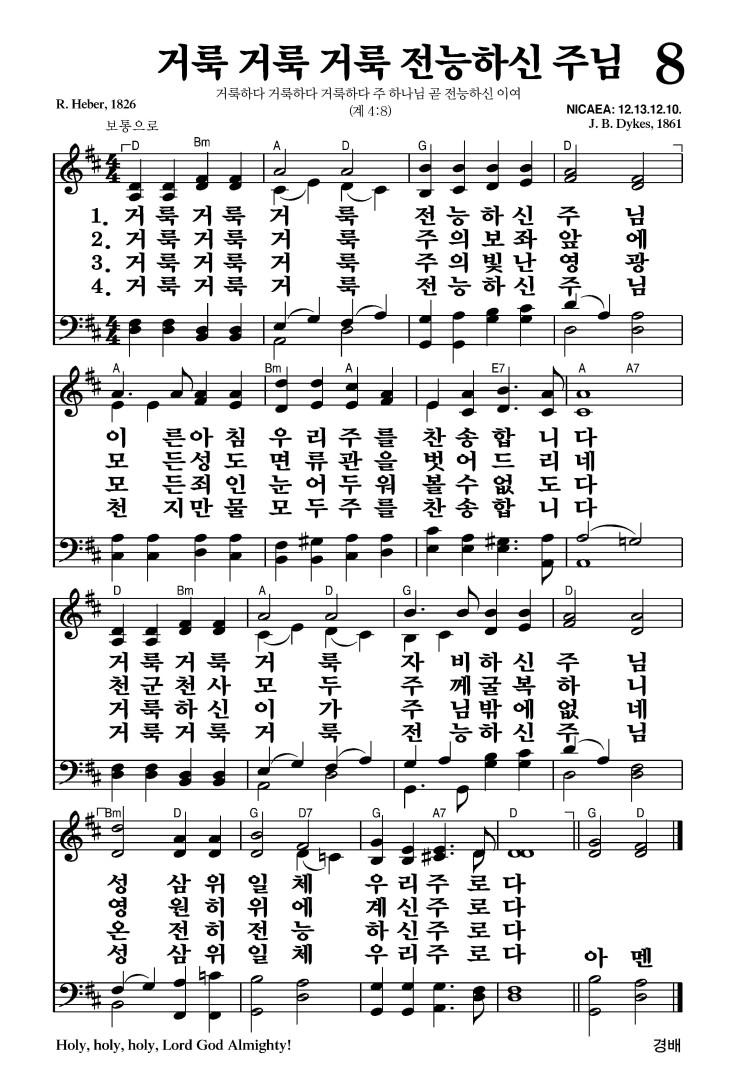 거룩 거룩 거룩 전능하신 주님 8
거룩하다 거룩하다 거룩하다 주 하나님 곧 전능하신 이여
(계 4:8)
R. Heber, 1826
NICAEA: 12.13.12.10.
J. B. Dykes, 1861
보통으로
D Bm A D G D
1. 거 룩 거 룩 거 룩 전 능 하 신 주 님
2. 거 룩 거 룩 거 룩 주 의 보 좌 앞 에
3. 거 룩 거 룩 거 룩 주 의 빛 난 영 광
4. 거 룩 거 룩 거 룩 전 능 하 신 주 님
A Bm A E7 A A7
이 른 아 침 우 리 주 를 찬 송 합 니 다
모 든 성 도 면 류 관 을 벗 어 드 리 네
모 든 죄 인 눈 어 두 워 볼 수 없 도 다
천 지 만 물 모 두 주 를 찬 송 합 니 다
D Bm A D G D
거 룩 거 룩 거 룩 자 비 하 신 주 님
천 군 천 사 모 두 주 께 굴 복 하 니
거 룩 하 신 이 가 주 님 밖 에 없 네
거 룩 거 룩 거 룩 전 능 하 신 주 님
Bm D G D7 G A7 D G D
성 삼 위 일 체 우 리 주 로 다
영 원 히 위 에 계 신 주 로 다
온 전 히 전 능 하 신 주 로 다
성 삼 위 일 체 우 리 주 로 다 아 멘
Holy, holy, holy, Lord God Almighty!
경배